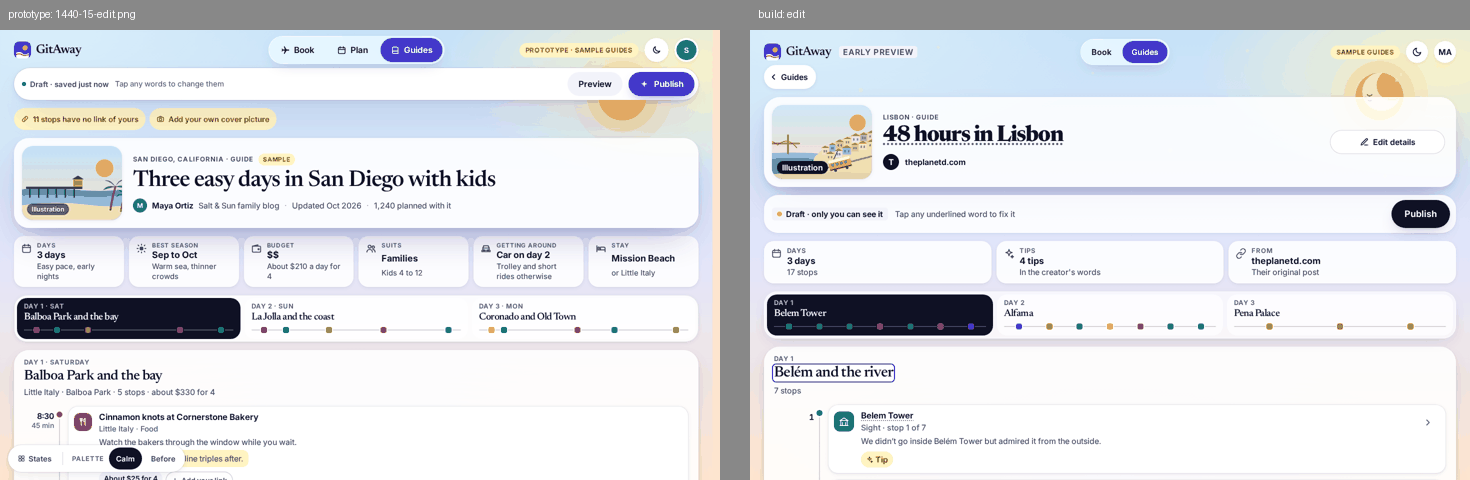 prototype: 1440-15-edit.png
GitAway
Book
Plan
Guides
PROTOTYPE · SAMPLE GUIDES
S
Draft · saved just now
Tap any words to change them
Preview
Publish
11 stops have no link of yours
Add your own cover picture
Illustration
SAN DIEGO, CALIFORNIA · GUIDE
SAMPLE
Three easy days in San Diego with kids
M
Maya Ortiz
Salt & Sun family blog · Updated Oct 2026 · 1,240 planned with it
DAYS
3 days
Easy pace, early
nights
BEST SEASON
Sep to Oct
Warm sea, thinner
crowds
BUDGET
$$
About $210 a day for
4
SUITS
Families
Kids 4 to 12
GETTING AROUND
Car on day 2
Trolley and short
rides otherwise
STAY
Mission Beach
or Little Italy
DAY 1 · SAT
Balboa Park and the bay
DAY 2 · SUN
La Jolla and the coast
DAY 3 · MON
Coronado and Old Town
DAY 1 · SATURDAY
Balboa Park and the bay
Little Italy · Balboa Park · 5 stops · about $330 for 4
8:30
45 min
Cinnamon knots at Cornerstone Bakery
Little Italy · Food
Watch the bakers through the window while you wait.
line triples after.
About $25 for 4
Add your link
States
PALETTE
Calm
Before
build: edit
GitAway
EARLY PREVIEW
Book
Guides
SAMPLE GUIDES
MA
Guides
Illustration
LISBON · GUIDE
48 hours in Lisbon
T
theplanetd.com
Edit details
Draft · only you can see it
Tap any underlined word to fix it
Publish
DAYS
3 days
17 stops
TIPS
4 tips
In the creator's words
FROM
theplanetd.com
Their original post
DAY 1
Belem Tower
DAY 2
Alfama
DAY 3
Pena Palace
DAY 1
Belém and the river
7 stops
1
Belem Tower
Sight · stop 1 of 7
We didn't go inside Belém Tower but admired it from the outside.
Tip